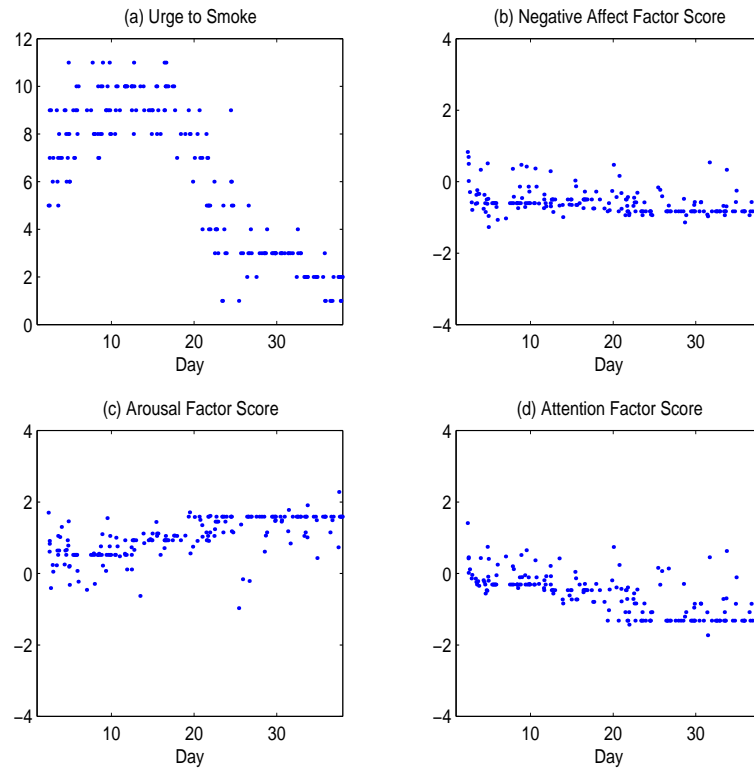 (a) Urge to Smoke
12
10
8
6
4
2
0
10 20 30
Day
(b) Negative Affect Factor Score
4
2
0
−2
−4
10 20 30
Day
(c) Arousal Factor Score
4
2
0
−2
−4
10 20 30
Day
(d) Attention Factor Score
4
2
0
−2
−4
10 20 30
Day